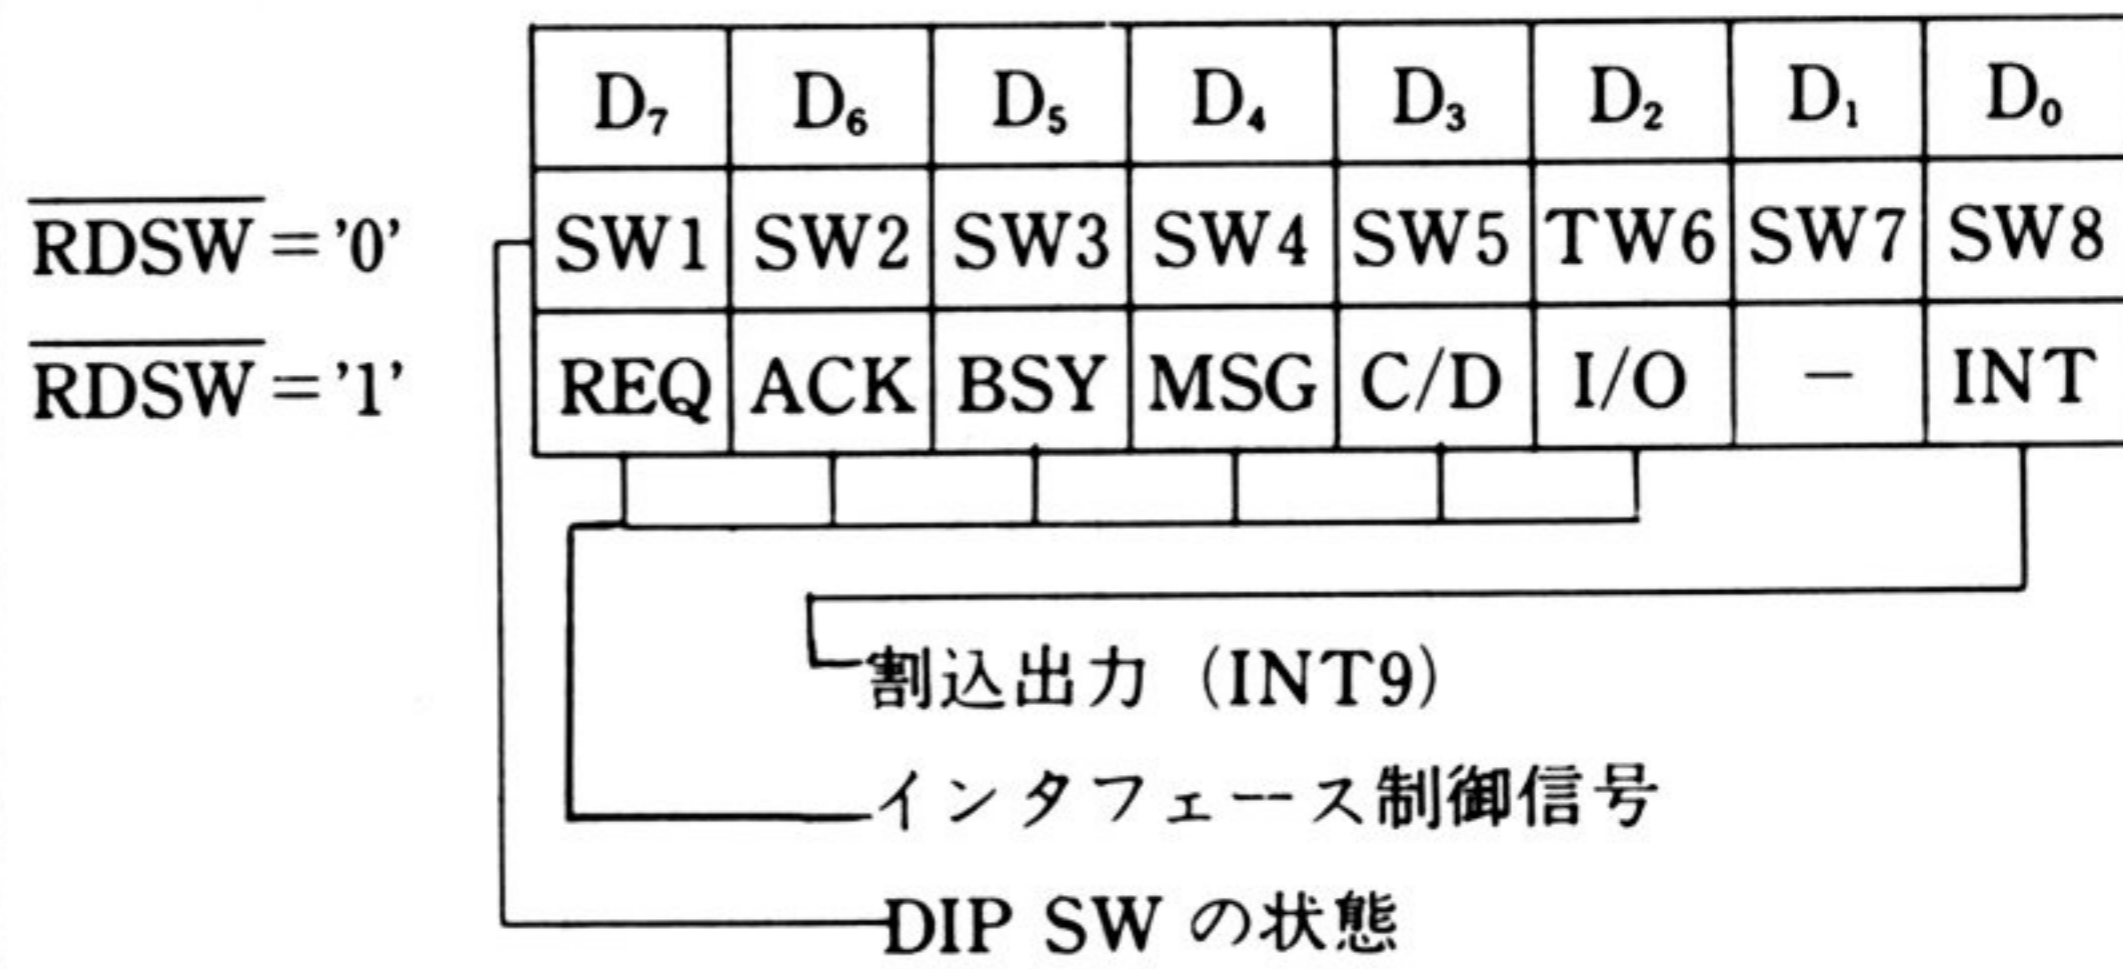 D₇ D₆ D₅ D₄ D₃ D₂ D₁ D₀
RDSW='0' SW1 SW2 SW3 SW4 SW5 TW6 SW7 SW8
RDSW='1' REQ ACK BSY MSG C/D I/O − INT
割込出力 (INT9)
インタフェース制御信号
DIP SW の状態